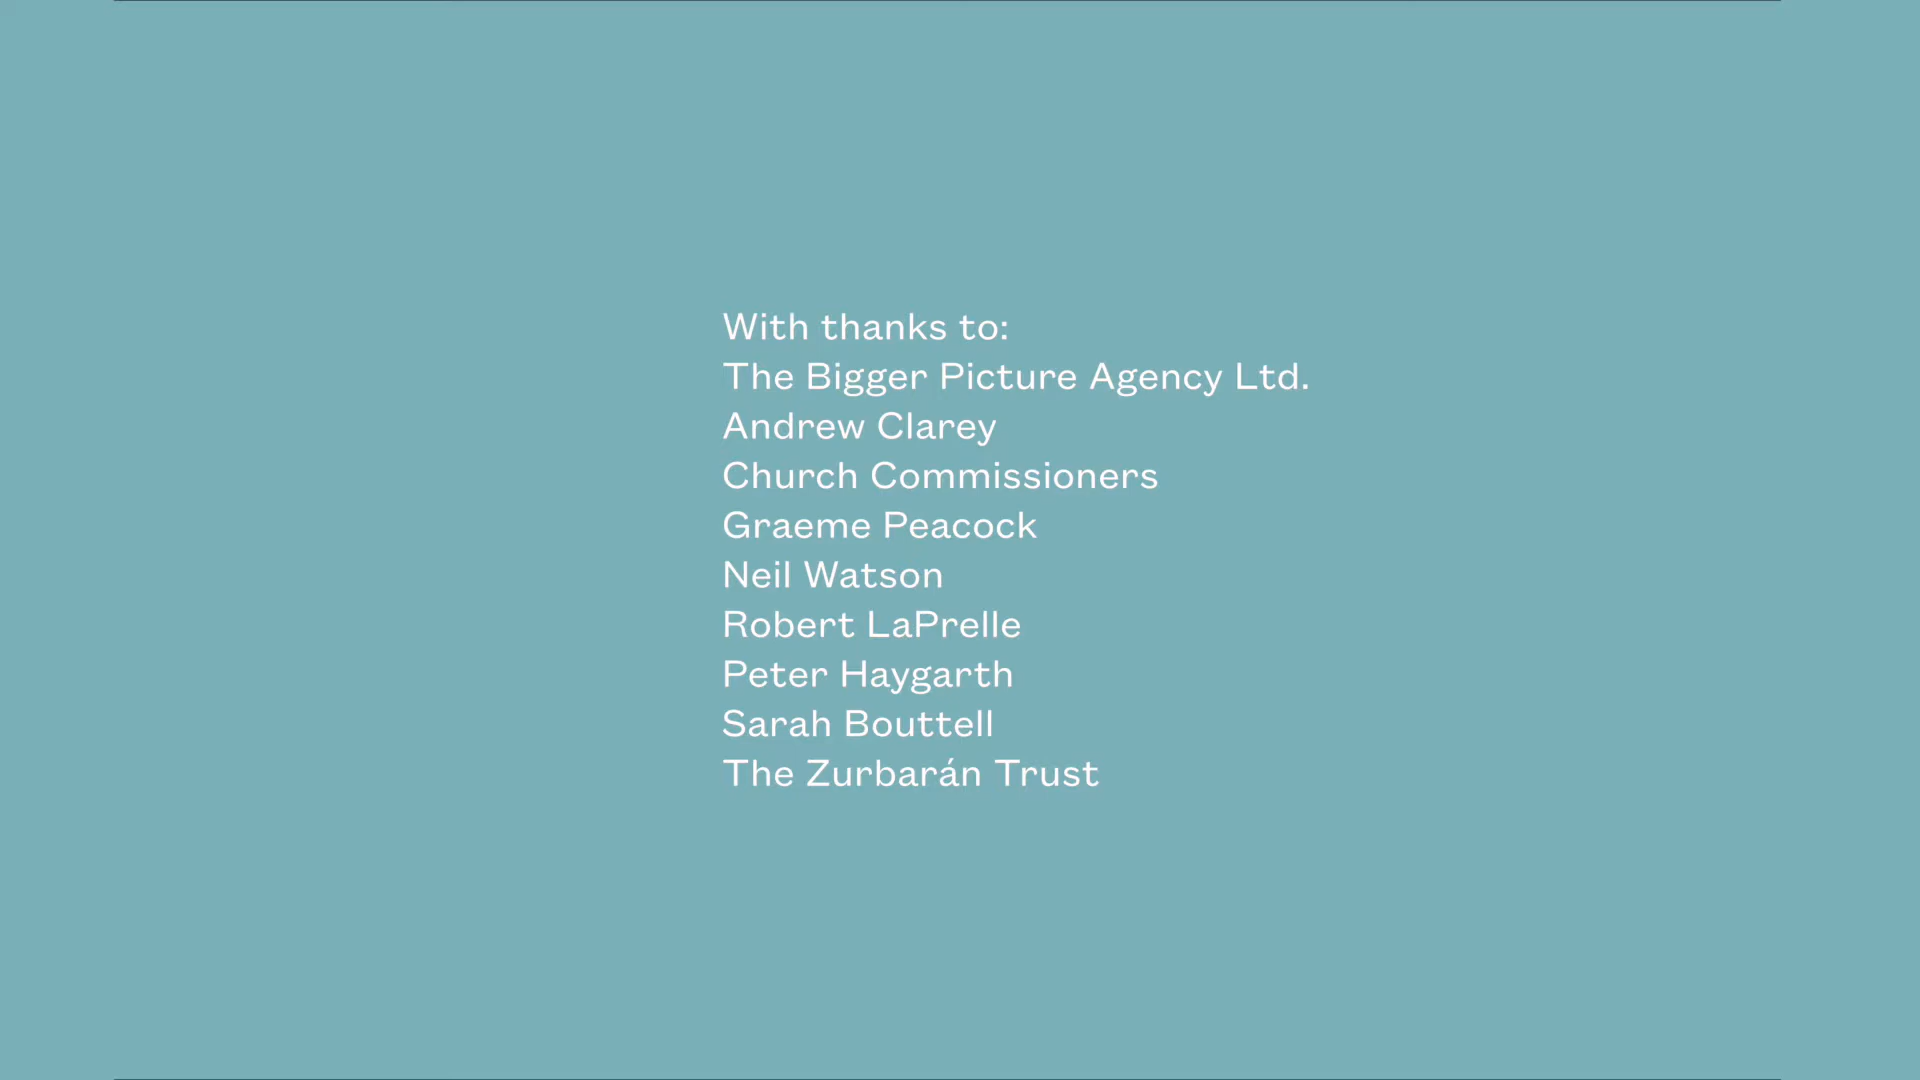 With thanks to:
The Bigger Picture Agency Ltd.
Andrew Clarey
Church Commissioners
Graeme Peacock
Neil Watson
Robert LaPrelle
Peter Haygarth
Sarah Bouttell
The Zurbarán Trust